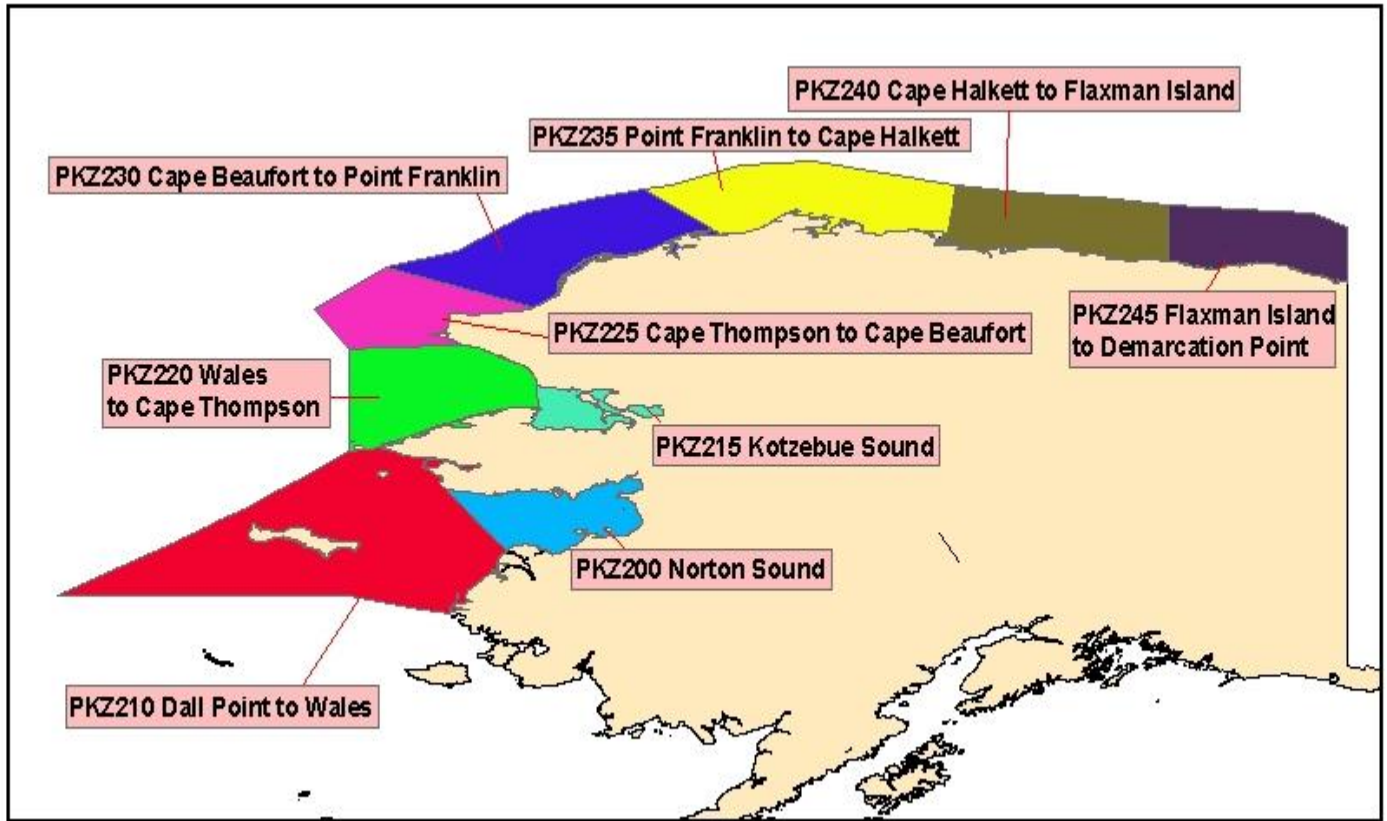 PKZ240 Cape Halkett to Flaxman Island
PKZ235 Point Franklin to Cape Halkett
PKZ230 Cape Beaufort to Point Franklin
PKZ245 Flaxman Island
to Demarcation Point
PKZ225 Cape Thompson to Cape Beaufort
PKZ220 Wales
to Cape Thompson
PKZ215 Kotzebue Sound
PKZ200 Norton Sound
PKZ210 Dall Point to Wales